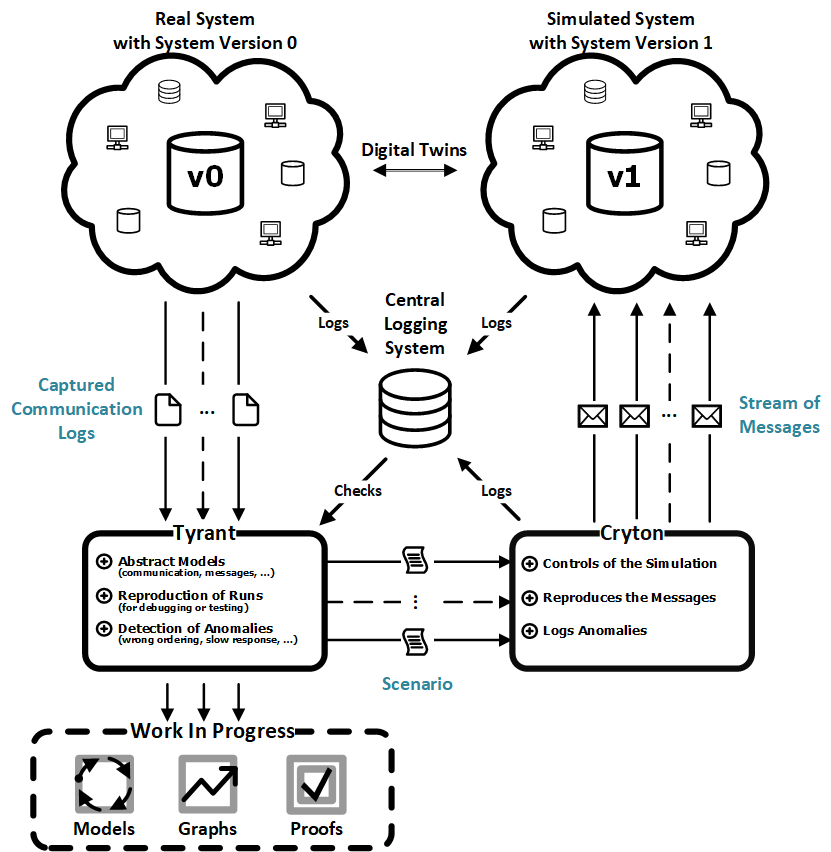 Real System
with System Version 0
Simulated System
with System Version 1
v0
Digital Twins
v1
Logs
Central
Logging
System
Logs
Captured
Communication
Logs
...
...
Stream of
Messages
Checks
Logs
Tyrant
Abstract Models
(communication, messages, ...)
Reproduction of Runs
(for debugging or testing)
Detection of Anomalies
(wrong ordering, slow response, ...)
...
Scenario
Cryton
Controls of the Simulation
Reproduces the Messages
Logs Anomalies
Work In Progress
Models
Graphs
Proofs